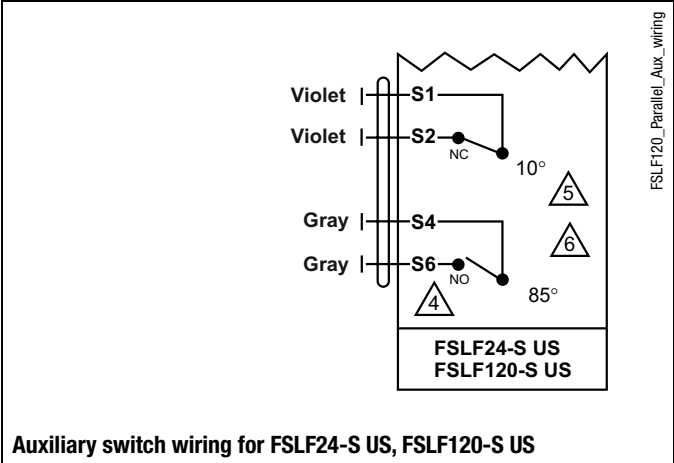 Violet S1
Violet S2
NC
10°
5
Gray S4
6
Gray S6
NO
4
85°
FSLF24-S US
FSLF120-S US
Auxiliary switch wiring for FSLF24-S US, FSLF120-S US
FSLF120_Parallel_Aux_wiring